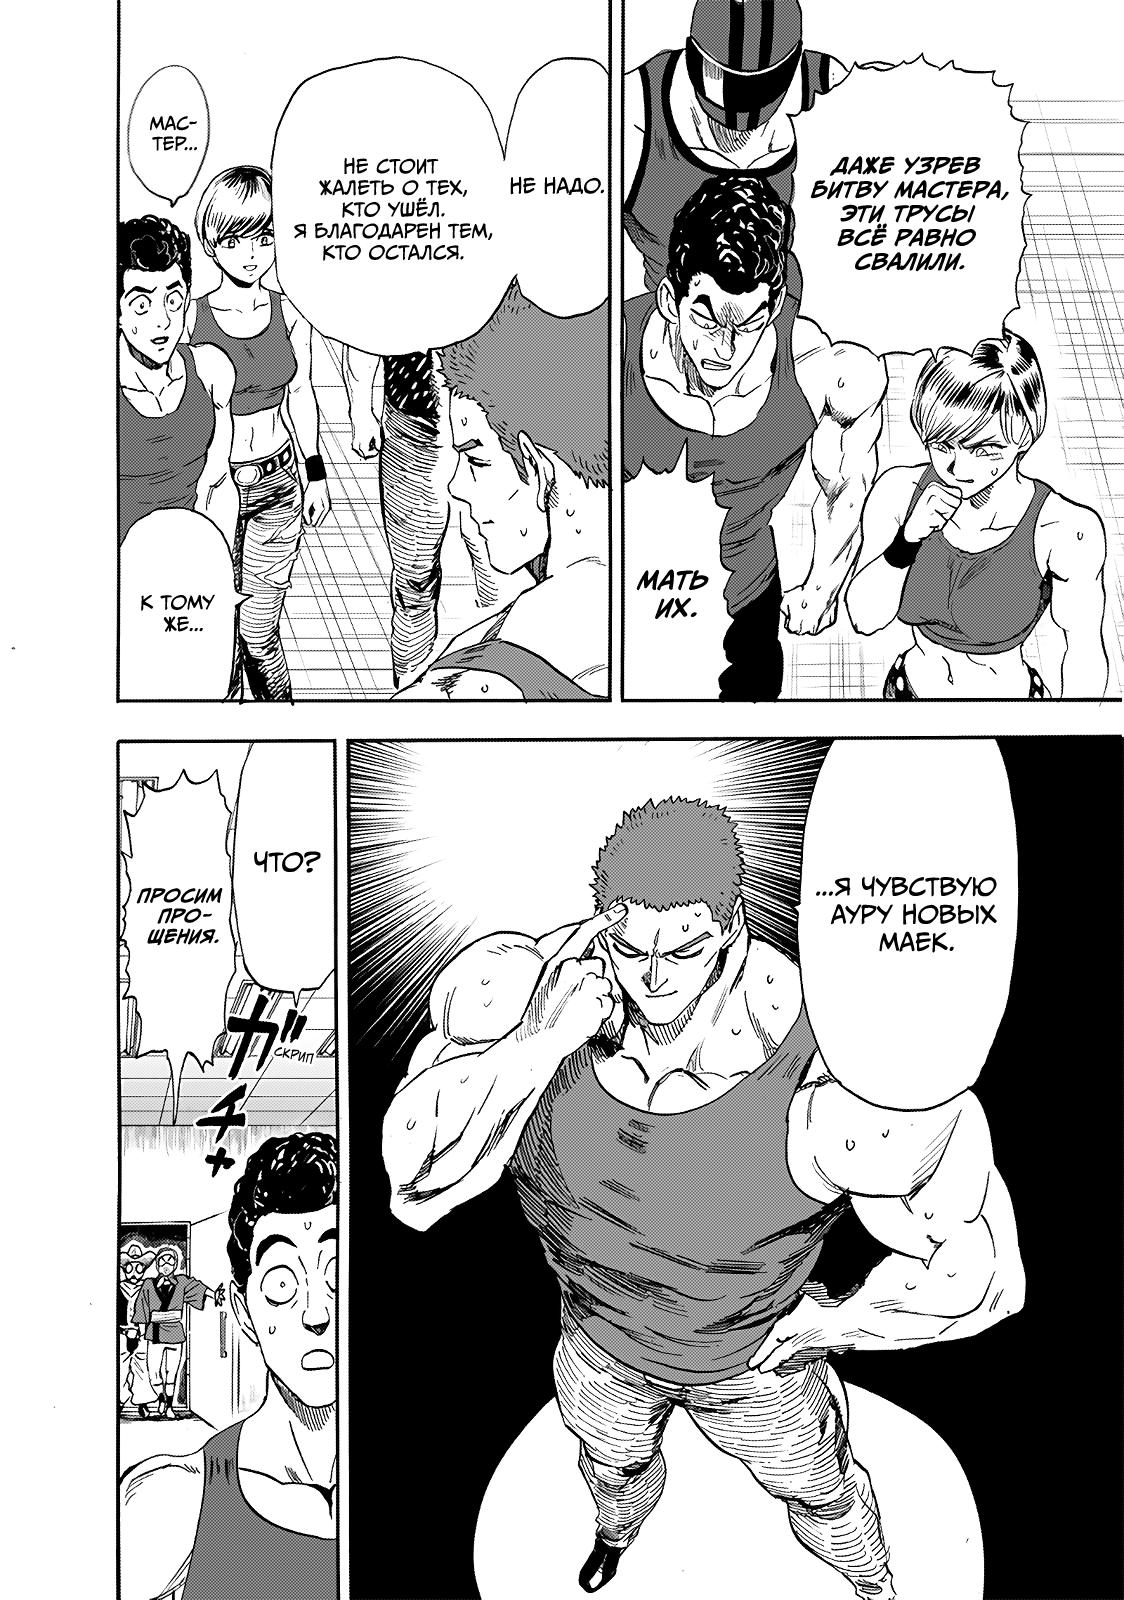 ДАЖЕ УЗРЕВ
БИТВУ МАСТЕРА,
ЭТИ ТРУСЫ
ВСЁ РАВНО
СВАЛИЛИ.
МАТЬ
ИХ.
НЕ НАДО.
НЕ СТОИТ
ЖАЛЕТЬ О ТЕХ,
КТО УШЁЛ.
Я БЛАГОДАРЕН ТЕМ,
КТО ОСТАЛСЯ.
МАС-
ТЕР...
К ТОМУ
ЖЕ...
...Я ЧУВСТВУЮ
АУРУ НОВЫХ
МАЕК.
ЧТО?
ガチャ
СКРИП
ПРОСИМ
ПРО-
ЩЕНИЯ.